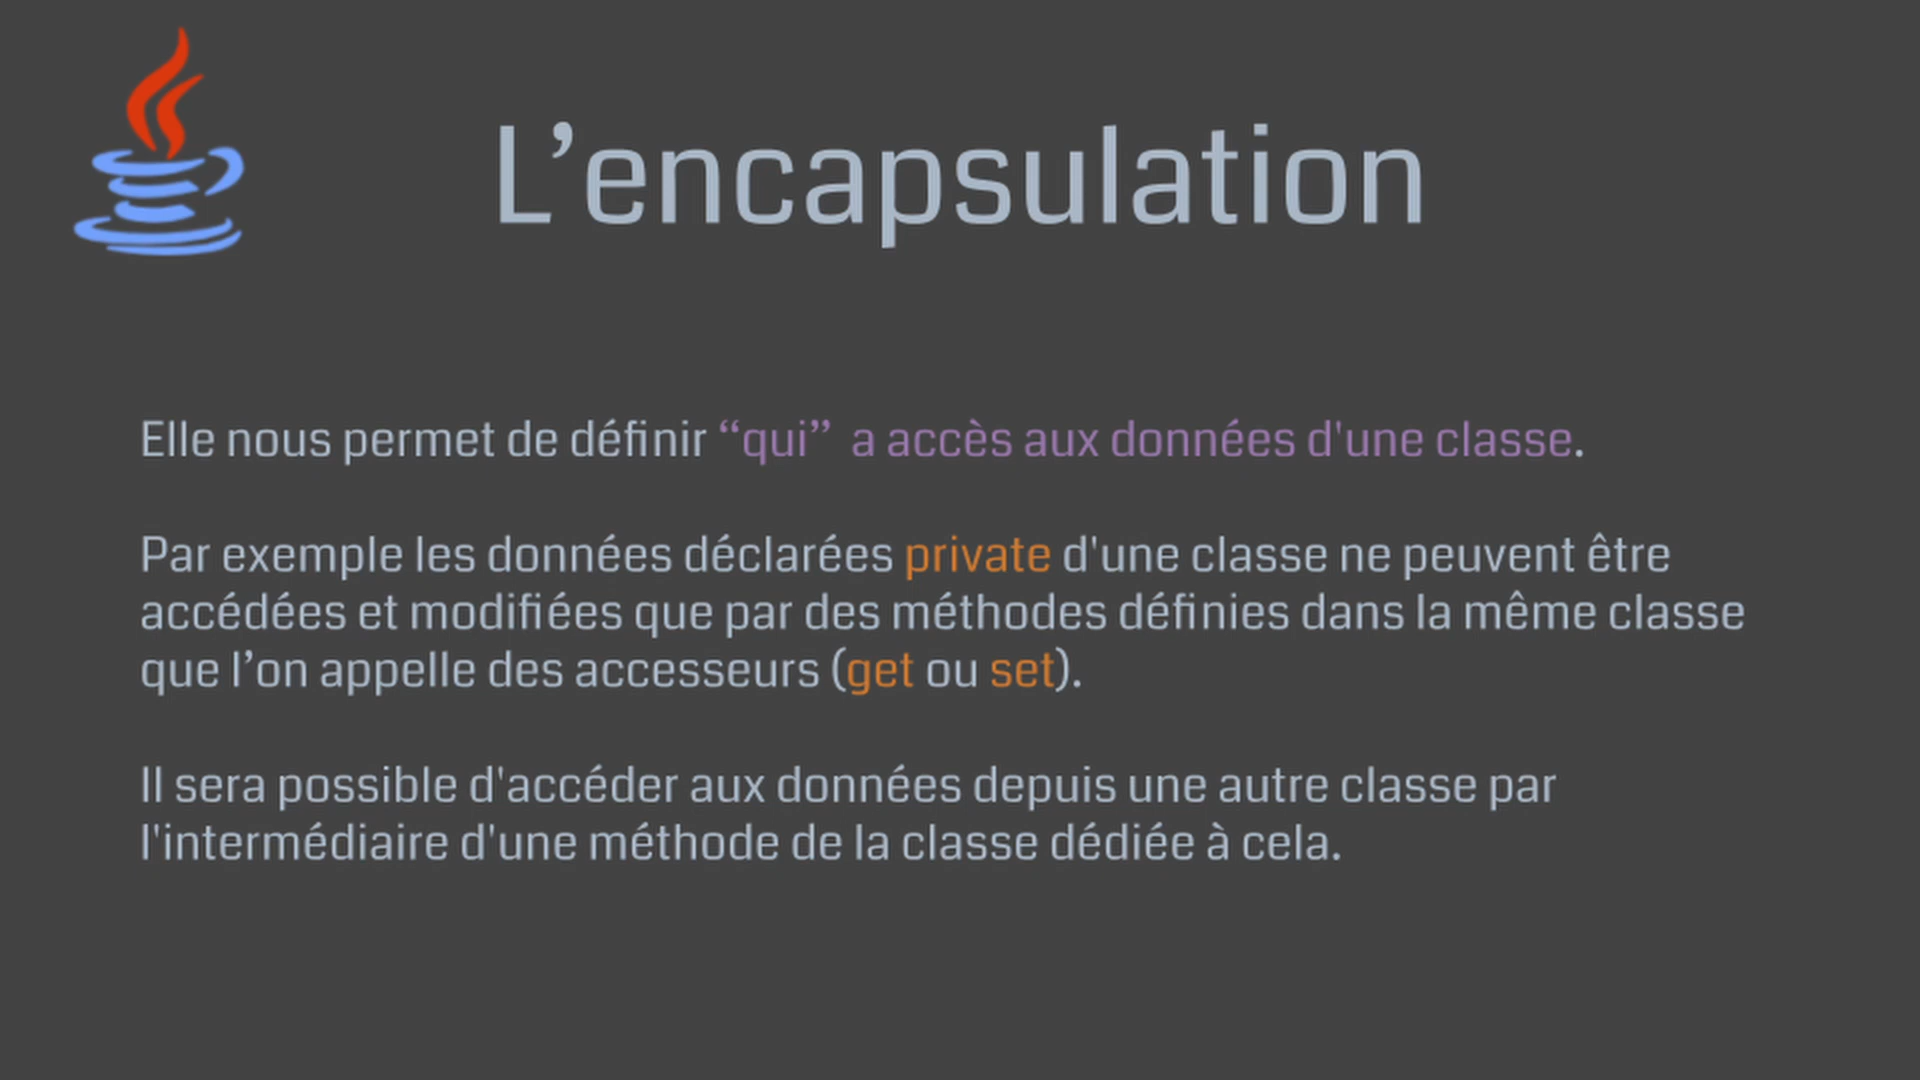 L’encapsulation
Elle nous permet de définir “qui” a accès aux données d'une classe.
Par exemple les données déclarées private d'une classe ne peuvent être
accédées et modifiées que par des méthodes définies dans la même classe
que l’on appelle des accesseurs (get ou set).
Il sera possible d'accéder aux données depuis une autre classe par
l'intermédiaire d'une méthode de la classe dédiée à cela.